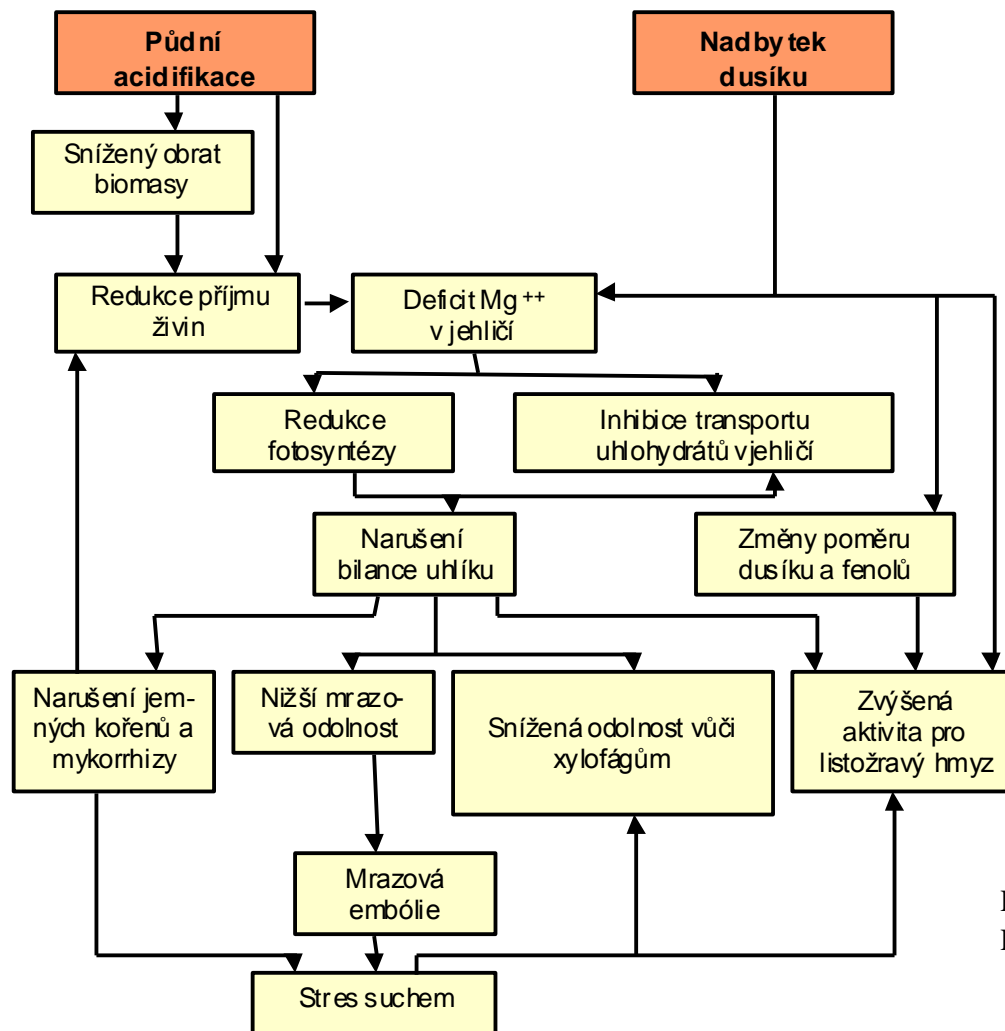 Půdní
acidifikace
Nadbytek
dusíku
Snížený obrat
biomasy
Redukce příjmu
živin
Deficit Mg ++
v jehličí
Redukce
fotosyntézy
Inhibice transportu
uhlohydrátů vjehličí
Narušení
bilance uhlíku
Změny poměru
dusíku a fenolů
Narušení jem-
ných kořenů a
mykorrhizy
Nižší mrazo-
vá odolnost
Snížená odolnost vůči
xylofágům
Zvýšená
aktivita pro
listožravý hmyz
Mrazová
embólie
Stres suchem